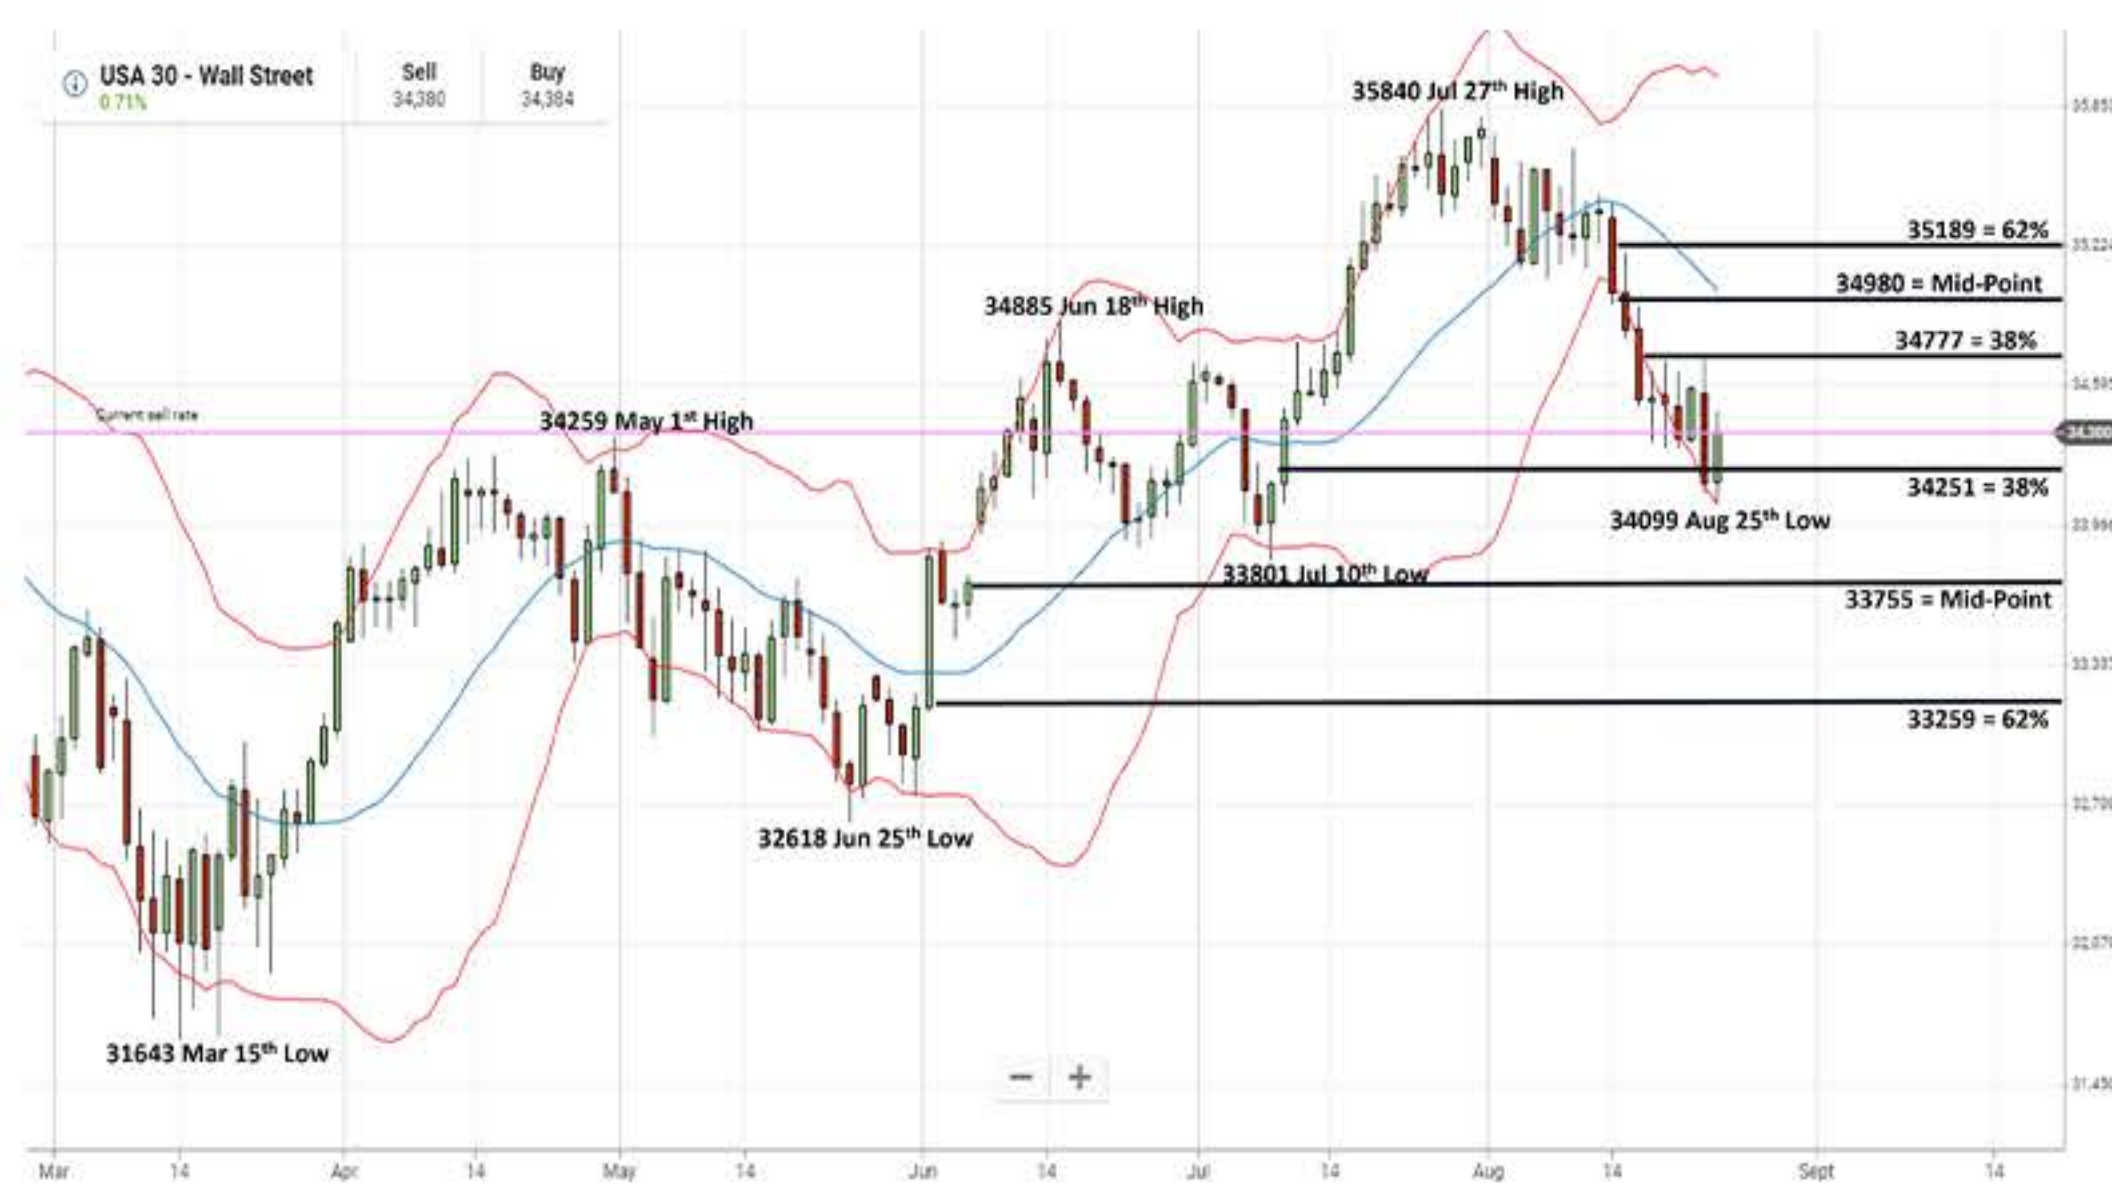 USA 30 - Wall Street
0.71%
Sell
34,380
Buy
34,384
35840 Jul 27th High
35189 = 62%
34980 = Mid-Point
34885 Jun 18th High
34777 = 38%
Current sell rate
34259 May 1st High
34251 = 38%
34099 Aug 25th Low
33801 Jul 10th Low
33755 = Mid-Point
33259 = 62%
32618 Jun 25th Low
31643 Mar 15th Low
− +
Mar 14 Apr 14 May 14 Jun 14 Jul 14 Aug 14 Sept 14